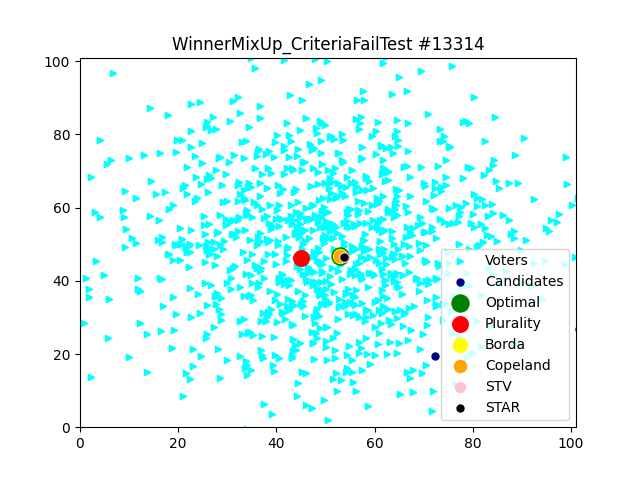 WinnerMixUp_CriteriaFailTest #13314
100
80
60
40
20
0
0
20
40
60
80
100
Voters
Candidates
Optimal
Plurality
Borda
Copeland
STV
STAR